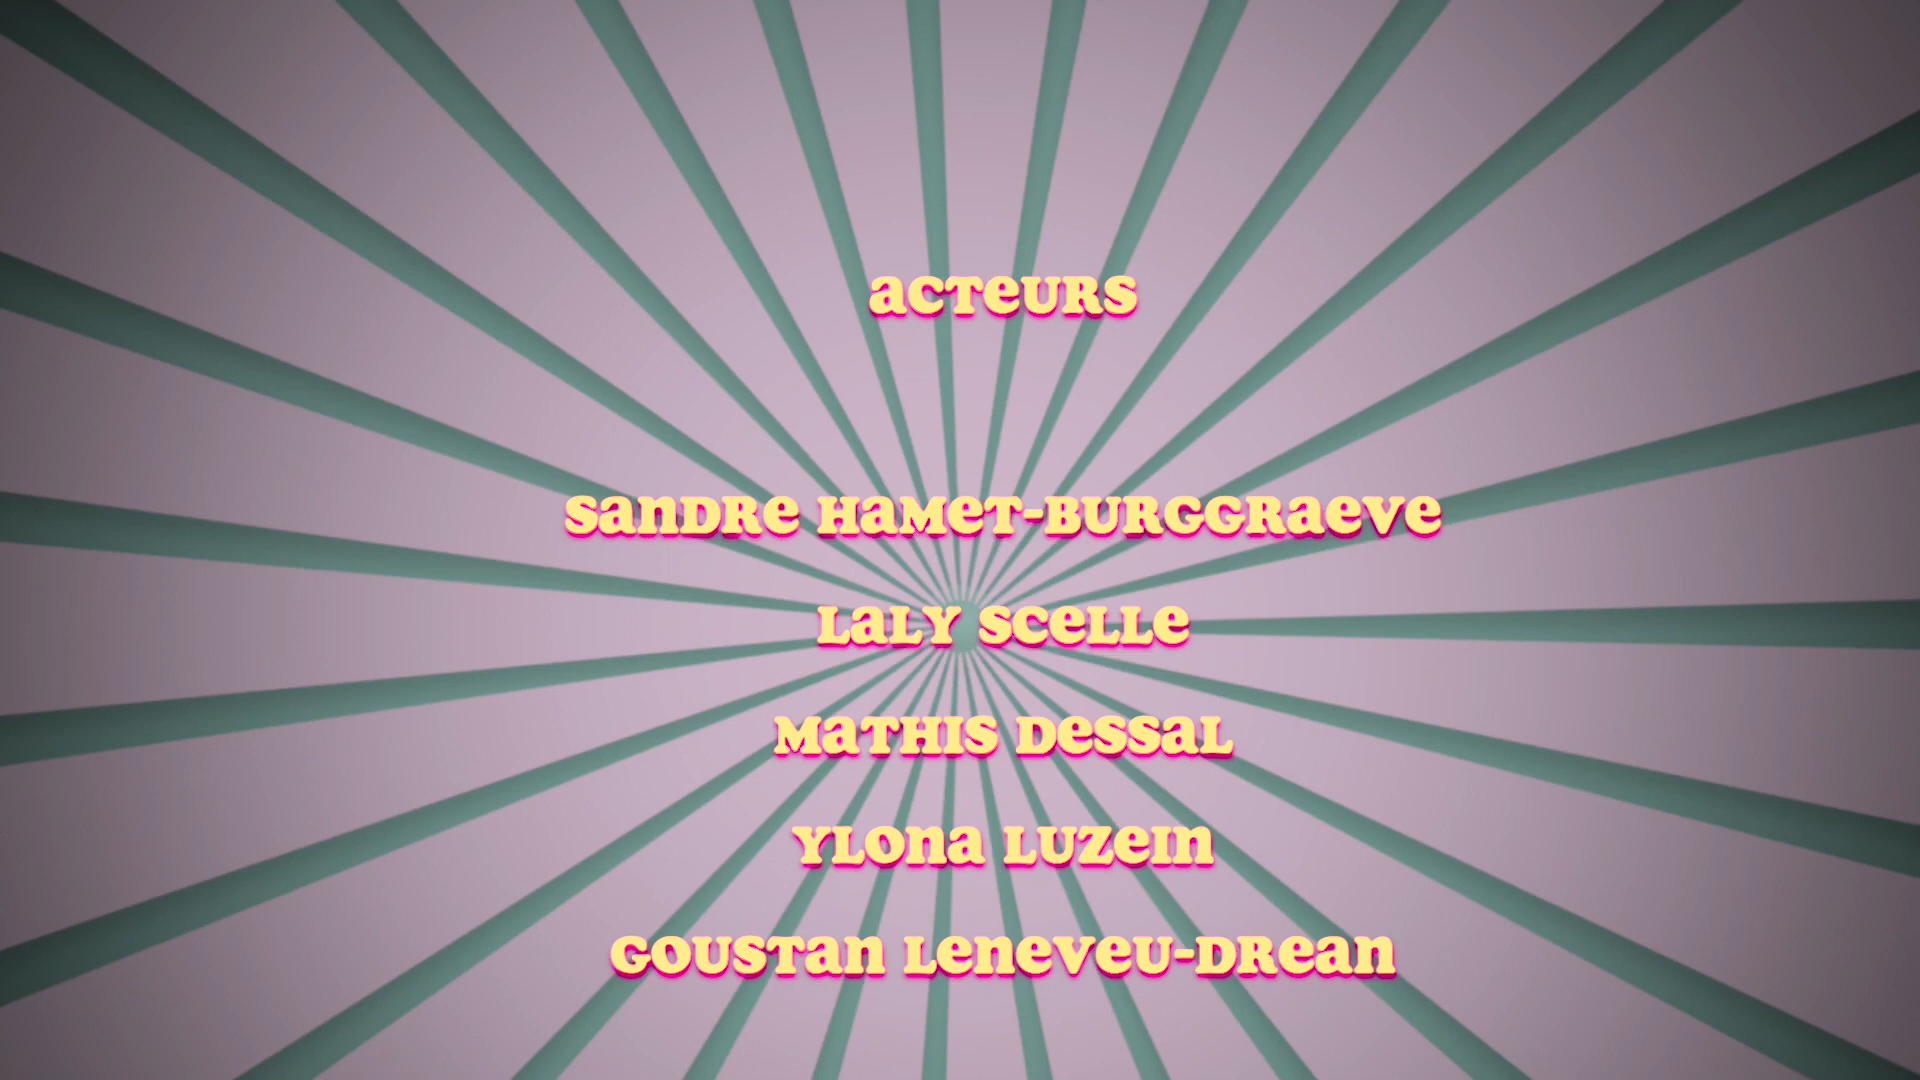 ACTEURS
SANDRE HAMET-BURGGRAEVE
LALY SCELLE
MATHIS DESSAL
YLONA LUZEIN
GOUSTAN LENEVEU-DREAN